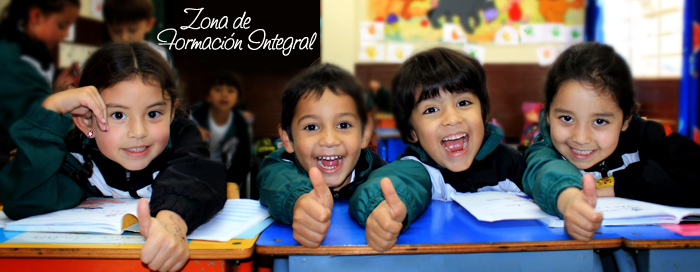 Zona de
Formación Integral